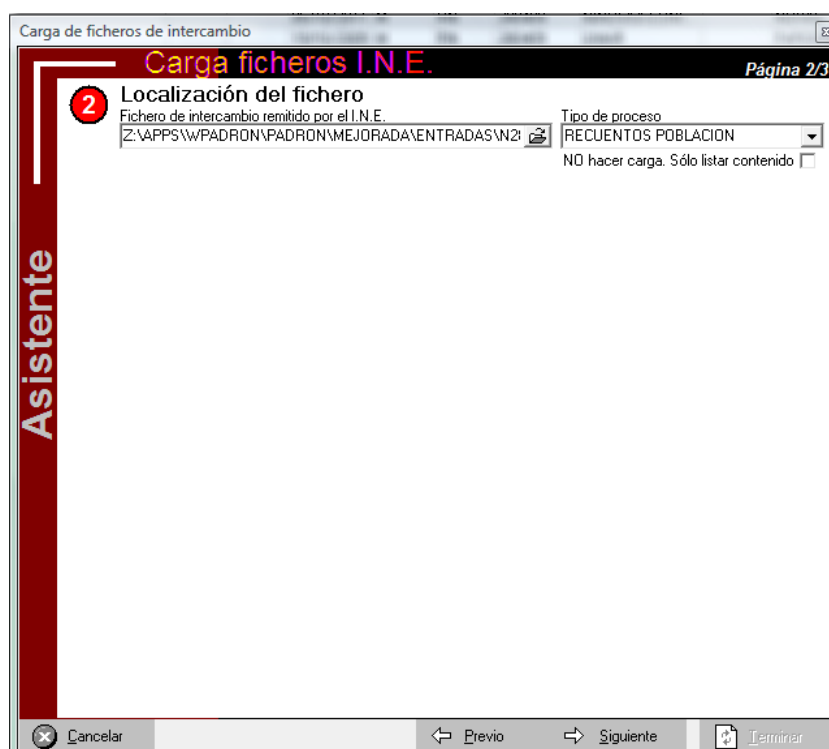 Carga de ficheros de intercambio
Carga ficheros I.N.E.
Página 2/3
2
Localización del fichero
Fichero de intercambio remitido por el I.N.E.
Tipo de proceso
Z:\APPS\WPADRON\PADRON\MEJORADA\ENTRADAS\N2
RECUENTOS POBLACION
NO hacer carga. Sólo listar contenido
Asistente
Cancelar
Previo
Siguiente
Terminar